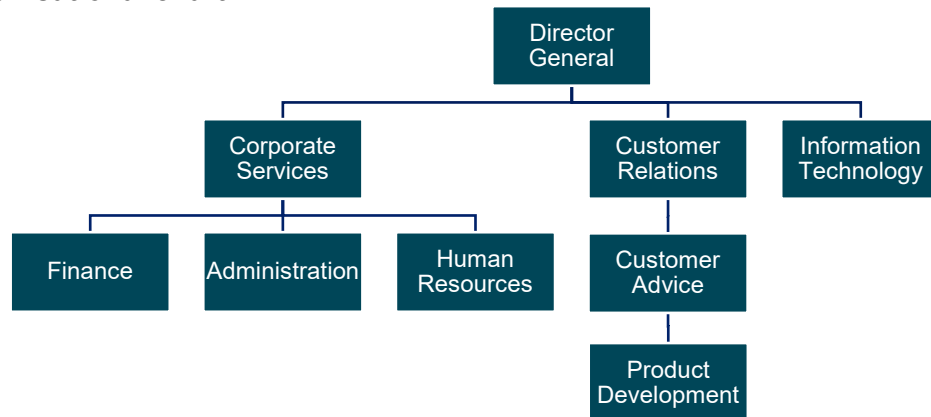 Director
General
Corporate
Services
Customer
Relations
Information
Technology
Finance
Administration
Human
Resources
Customer
Advice
Product
Development